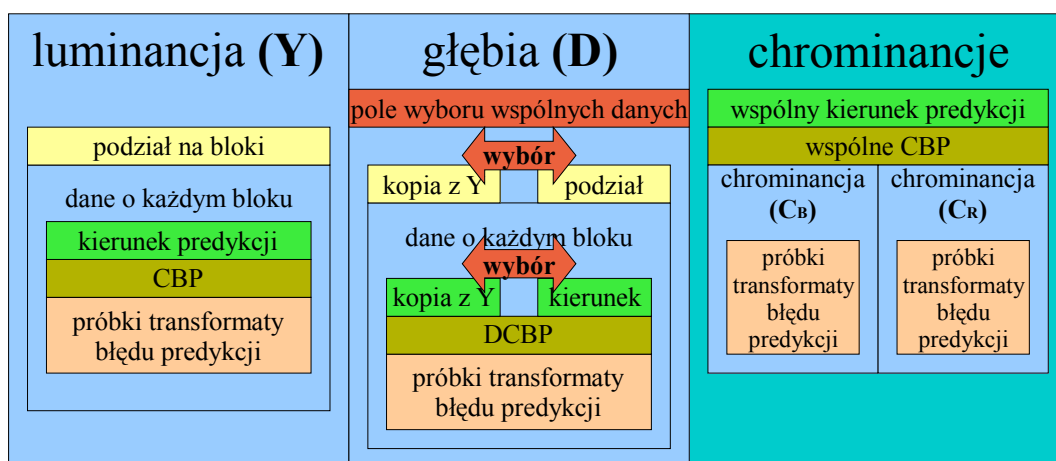 luminancja (Y)
podział na bloki
dane o każdym bloku
kierunek predykcji
CBP
próbki transformaty
błędu predykcji
głębia (D)
pole wyboru wspólnych danych
wybór
kopia z Y
podział
dane o każdym bloku
wybór
kopia z Y
kierunek
DCBP
próbki transformaty
błędu predykcji
chrominancje
wspólny kierunek predykcji
wspólne CBP
chrominancja
(CB)
próbki
transformaty
błędu
predykcji
chrominancja
(CR)
próbki
transformaty
błędu
predykcji